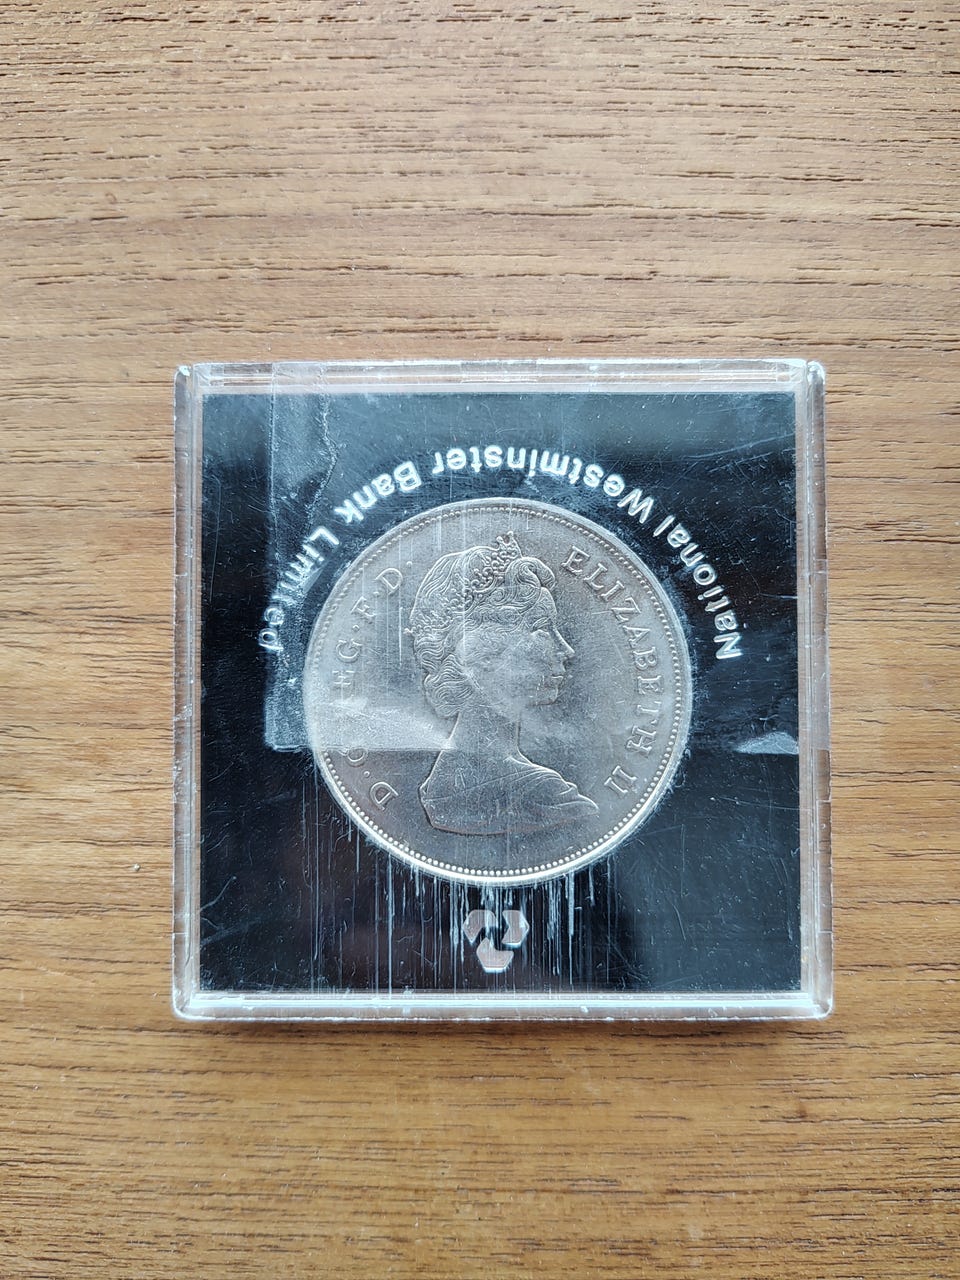 National Westminster Bank Limited
D·G·REG·F·D· ELIZABETH II